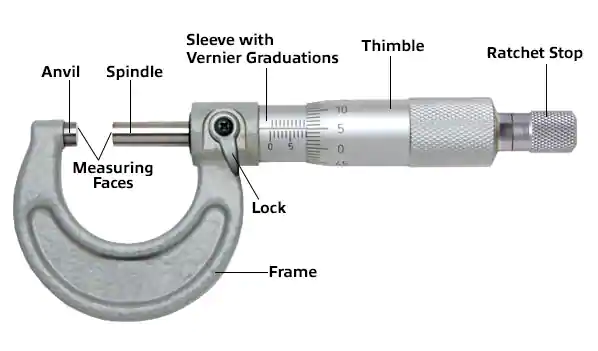 Sleeve with
Vernier Graduations
Thimble
Ratchet Stop
Anvil
Spindle
10
5
0
0 5
Measuring
Faces
Lock
Frame